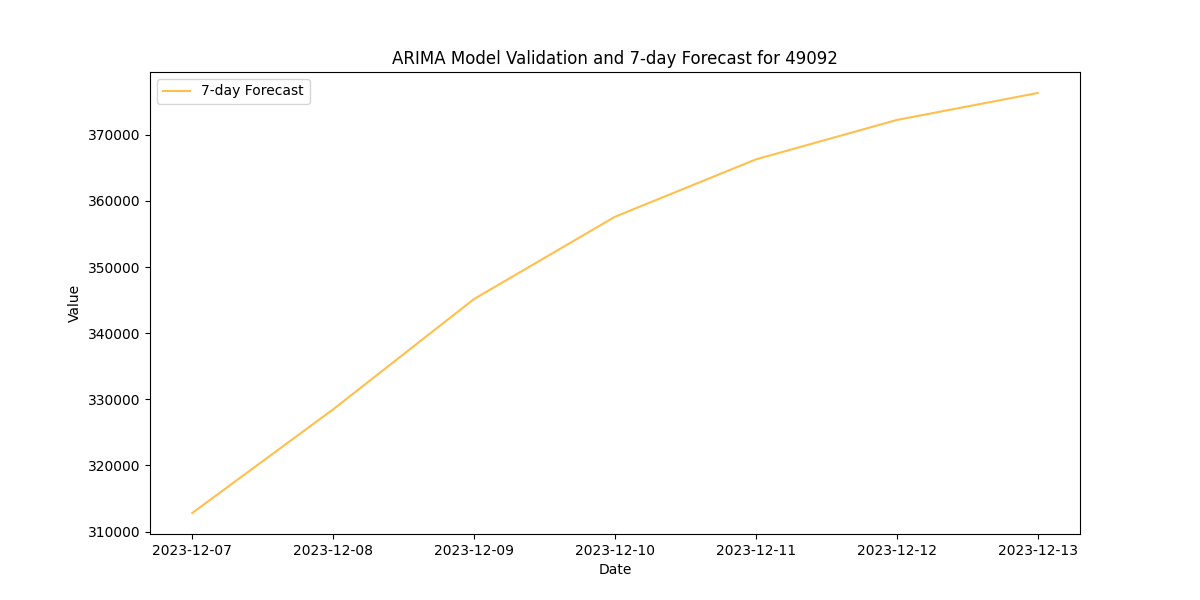 ARIMA Model Validation and 7-day Forecast for 49092
7-day Forecast
370000
360000
350000
340000
330000
320000
310000
Value
2023-12-07 2023-12-08 2023-12-09 2023-12-10 2023-12-11 2023-12-12 2023-12-13
Date